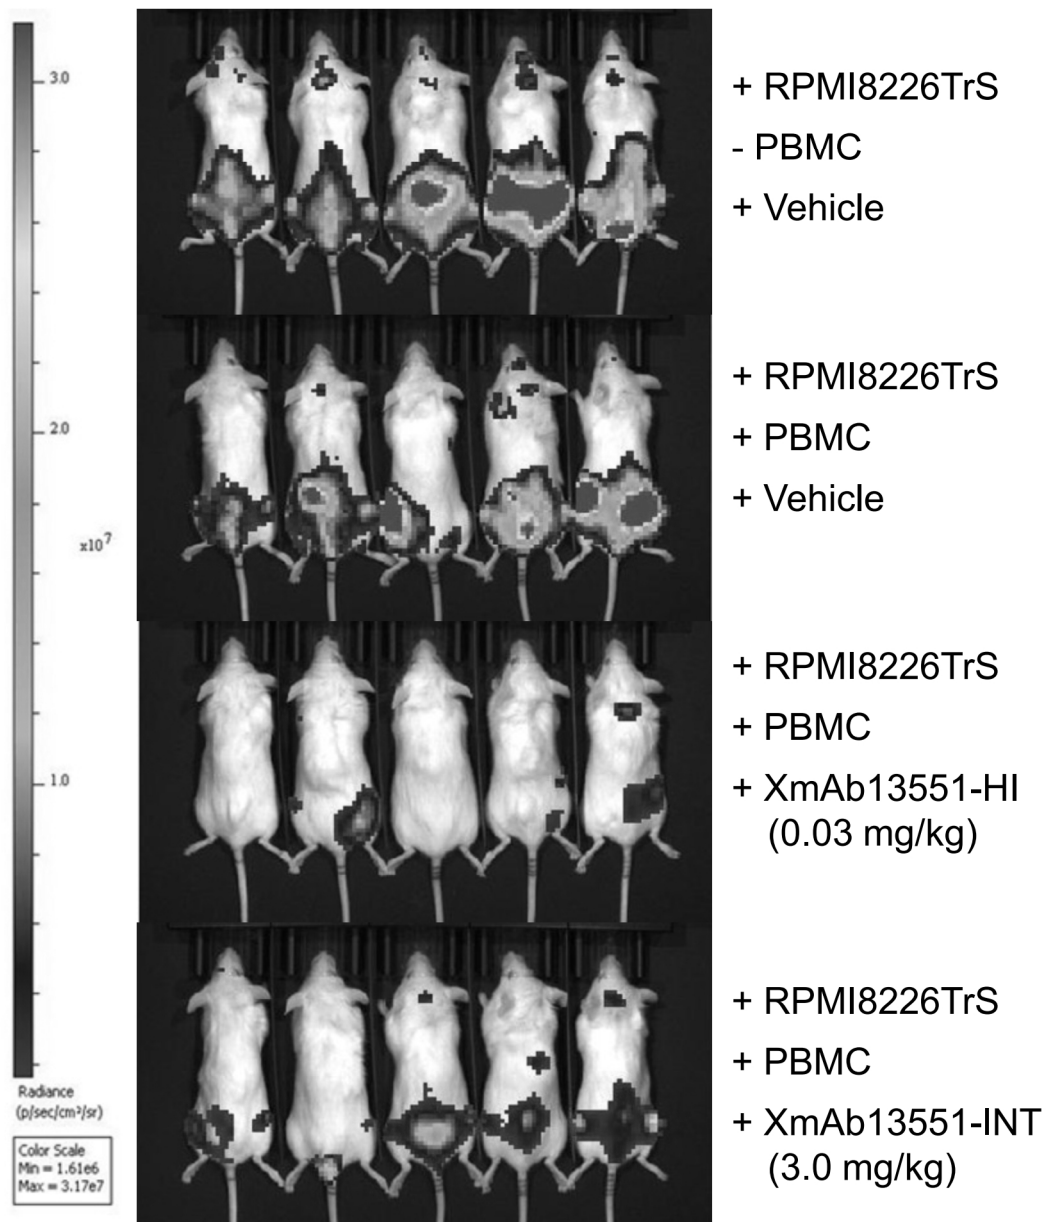 3.0
2.0
x10⁷
1.0
Radiance
(p/sec/cm²/sr)
Color Scale
Min = 1.61e6
Max = 3.17e7
+ RPMI8226TrS
- PBMC
+ Vehicle
+ RPMI8226TrS
+ PBMC
+ Vehicle
+ RPMI8226TrS
+ PBMC
+ XmAb13551-HI
(0.03 mg/kg)
+ RPMI8226TrS
+ PBMC
+ XmAb13551-INT
(3.0 mg/kg)